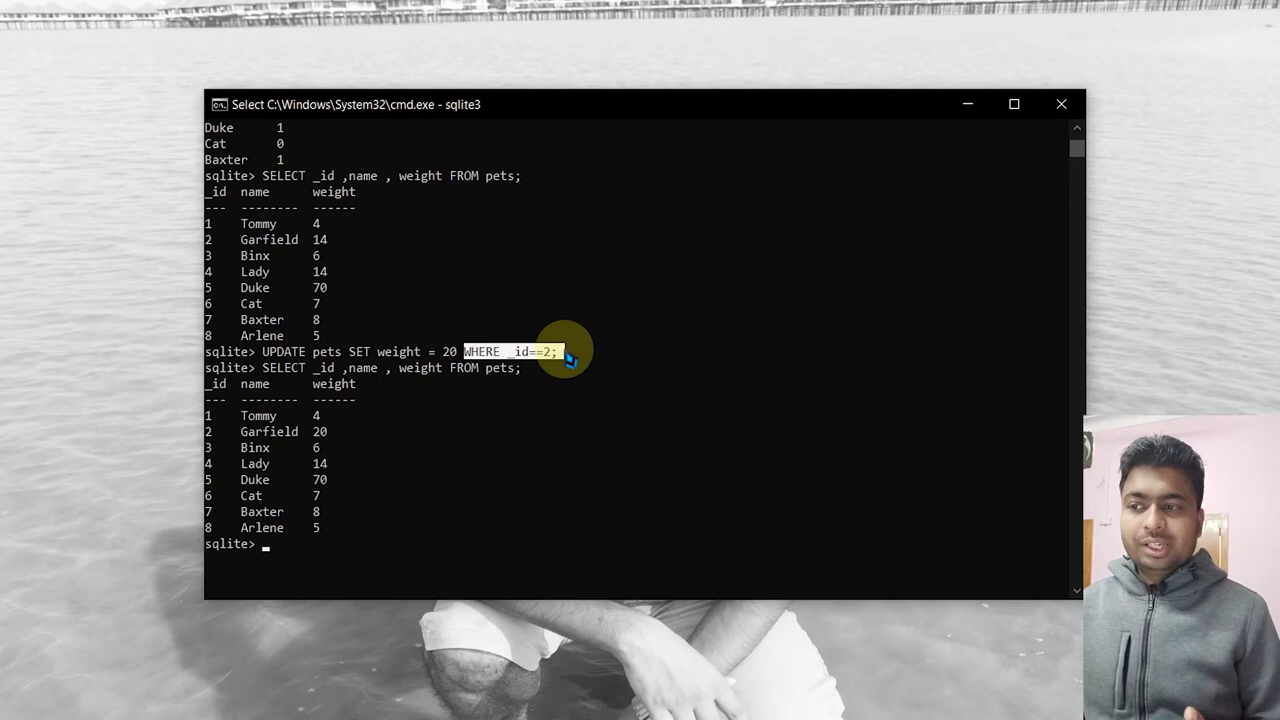 Select C:\Windows\System32\cmd.exe - sqlite3
Duke 1
Cat 0
Baxter 1
sqlite> SELECT _id ,name , weight FROM pets;
_id name weight
--- -------- ------
1 Tommy 4
2 Garfield 14
3 Binx 6
4 Lady 14
5 Duke 70
6 Cat 7
7 Baxter 8
8 Arlene 5
sqlite> UPDATE pets SET weight = 20 WHERE _id==2;
sqlite> SELECT _id ,name , weight FROM pets;
_id name weight
--- -------- ------
1 Tommy 4
2 Garfield 20
3 Binx 6
4 Lady 14
5 Duke 70
6 Cat 7
7 Baxter 8
8 Arlene 5
sqlite>